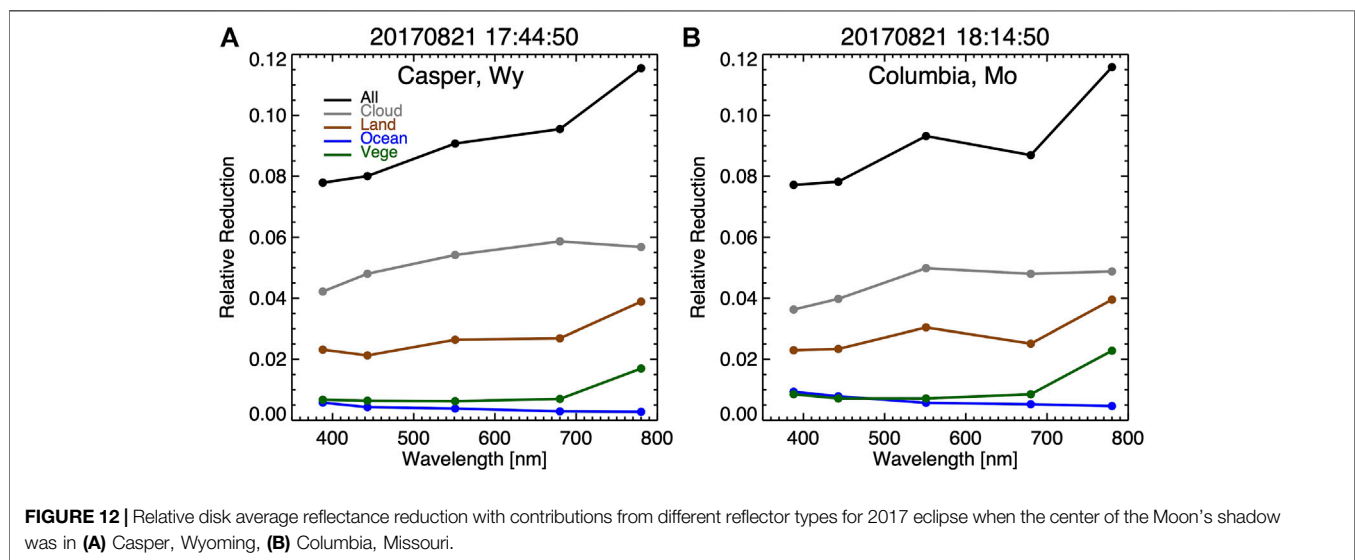 A
20170821 17:44:50
Casper, Wy
All
Cloud
Land
Ocean
Vege
Relative Reduction
0.12
0.10
0.08
0.06
0.04
0.02
0.00
400 500 600 700 800
Wavelength [nm]
B
20170821 18:14:50
Columbia, Mo
Relative Reduction
0.12
0.10
0.08
0.06
0.04
0.02
0.00
400 500 600 700 800
Wavelength [nm]
FIGURE 12 | Relative disk average reflectance reduction with contributions from different reflector types for 2017 eclipse when the center of the Moon's shadow
was in (A) Casper, Wyoming, (B) Columbia, Missouri.